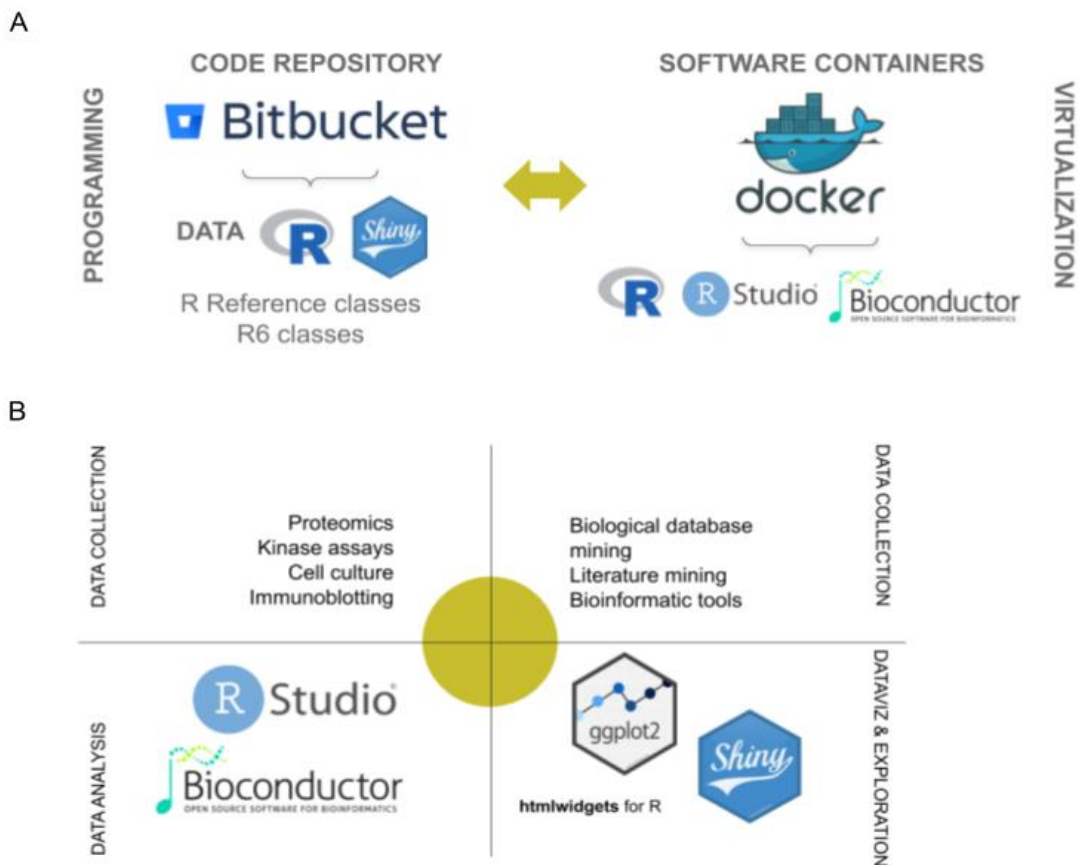 A
CODE REPOSITORY
SOFTWARE CONTAINERS
PROGRAMMING
VIRTUALIZATION
Bitbucket
docker
DATA
R
Shiny
R Reference classes
R6 classes
R
R Studio
Bioconductor
OPEN SOURCE SOFTWARE FOR BIOINFORMATICS
B
DATA COLLECTION
Proteomics
Kinase assays
Cell culture
Immunoblotting
Biological database
mining
Literature mining
Bioinformatic tools
DATA COLLECTION
DATA ANALYSIS
R Studio
Bioconductor
OPEN SOURCE SOFTWARE FOR BIOINFORMATICS
ggplot2
Shiny
htmlwidgets for R
DATAVIZ & EXPLORATION